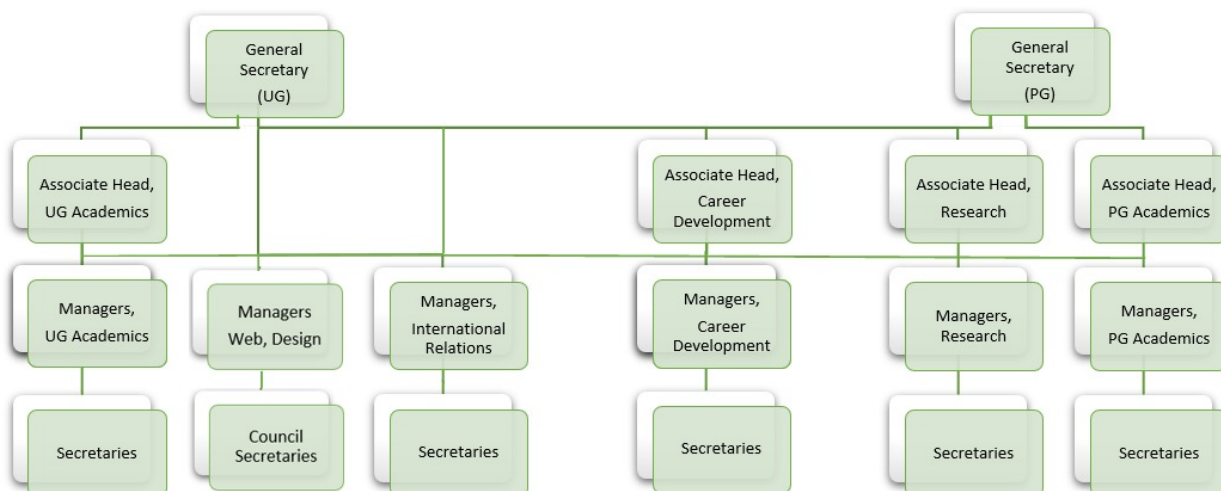 General
Secretary
(UG)
General
Secretary
(PG)
Associate Head,
UG Academics
Associate Head,
Career
Development
Associate Head,
Research
Associate Head,
PG Academics
Managers,
UG Academics
Managers
Web, Design
Managers,
International
Relations
Managers,
Career
Development
Managers,
Research
Managers,
PG Academics
Secretaries
Council
Secretaries
Secretaries
Secretaries
Secretaries
Secretaries